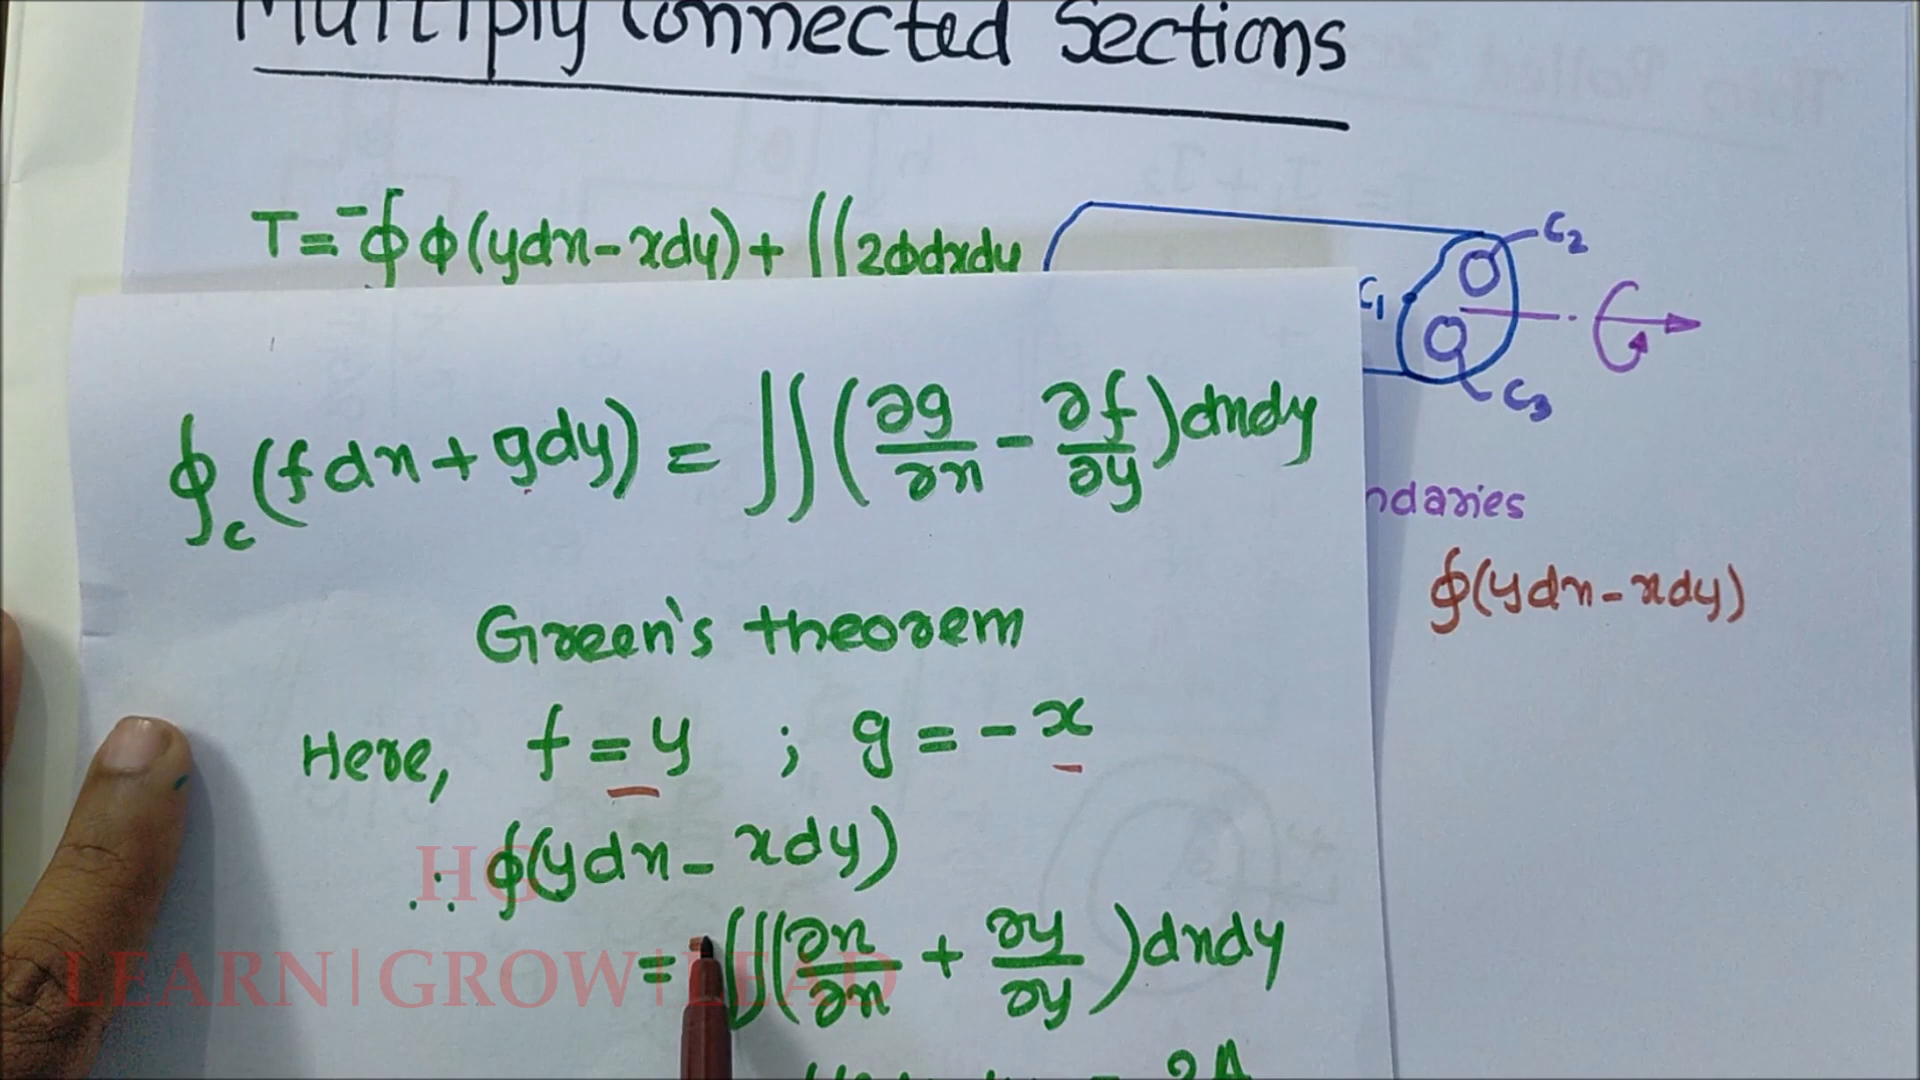 Multiply Connected Sections
T = -∮ϕ(ydx-xdy) + ∬2ϕdxdy
C2
C1
C3
∮c (fdx + gdy) = ∬(∂g/∂x - ∂f/∂y)dxdy
ndaries
Green's theorem
∮(ydx-xdy)
Here, f = y ; g = -x
∴ ∮(ydx - xdy)
= ∬(∂x/∂x + ∂y/∂y)dxdy
2A
HG
LEARN|GROW|LEAD